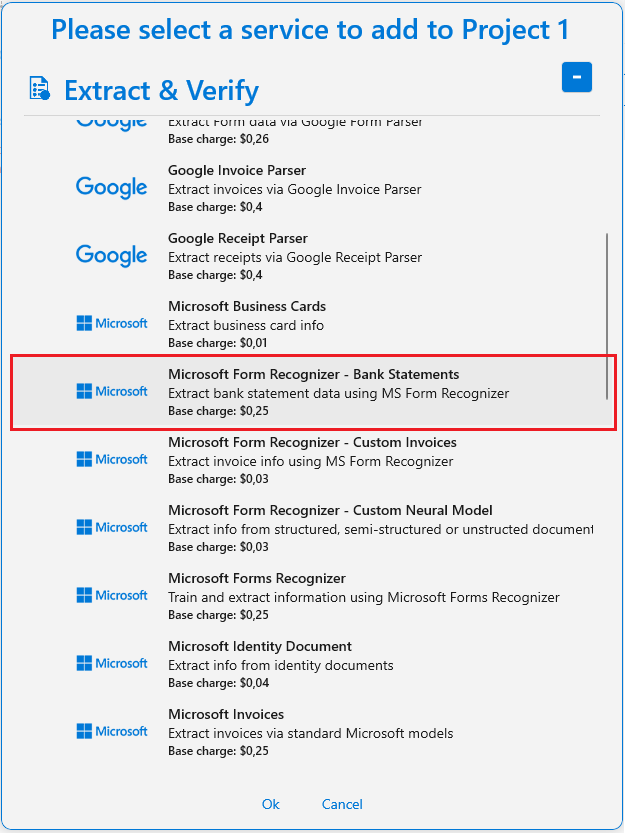 Please select a service to add to Project 1
Extract & Verify
Google
Extract Form data via Google Form Parser
Base charge: $0,26
Google
Google Invoice Parser
Extract invoices via Google Invoice Parser
Base charge: $0,4
Google
Google Receipt Parser
Extract receipts via Google Receipt Parser
Base charge: $0,4
Microsoft
Microsoft Business Cards
Extract business card info
Base charge: $0,01
Microsoft
Microsoft Form Recognizer - Bank Statements
Extract bank statement data using MS Form Recognizer
Base charge: $0,25
Microsoft
Microsoft Form Recognizer - Custom Invoices
Extract invoice info using MS Form Recognizer
Base charge: $0,03
Microsoft
Microsoft Form Recognizer - Custom Neural Model
Extract info from structured, semi-structured or unstructed document
Base charge: $0,03
Microsoft
Microsoft Forms Recognizer
Train and extract information using Microsoft Forms Recognizer
Base charge: $0,25
Microsoft
Microsoft Identity Document
Extract info from identity documents
Base charge: $0,04
Microsoft
Microsoft Invoices
Extract invoices via standard Microsoft models
Base charge: $0,25
Ok Cancel